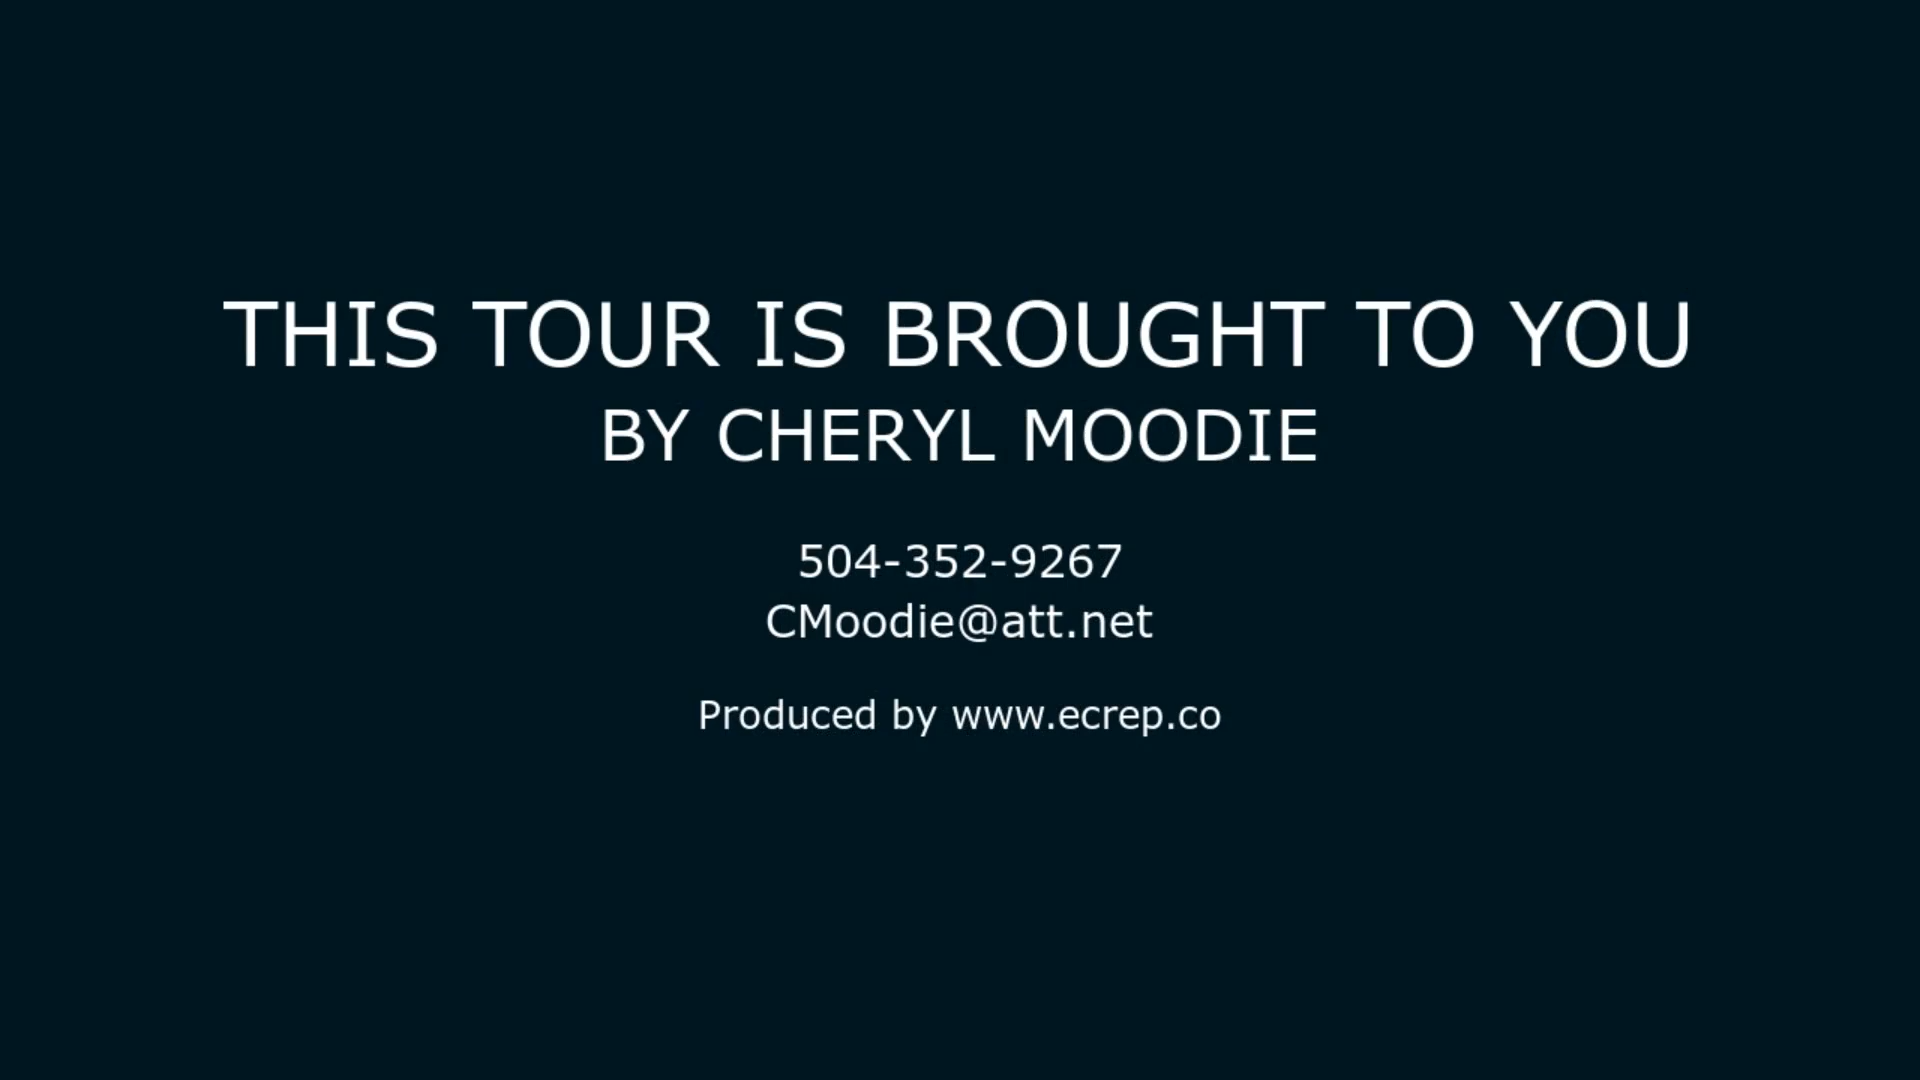 THIS TOUR IS BROUGHT TO YOU
BY CHERYL MOODIE
504-352-9267
CMoodie@att.net
Produced by www.ecrep.co